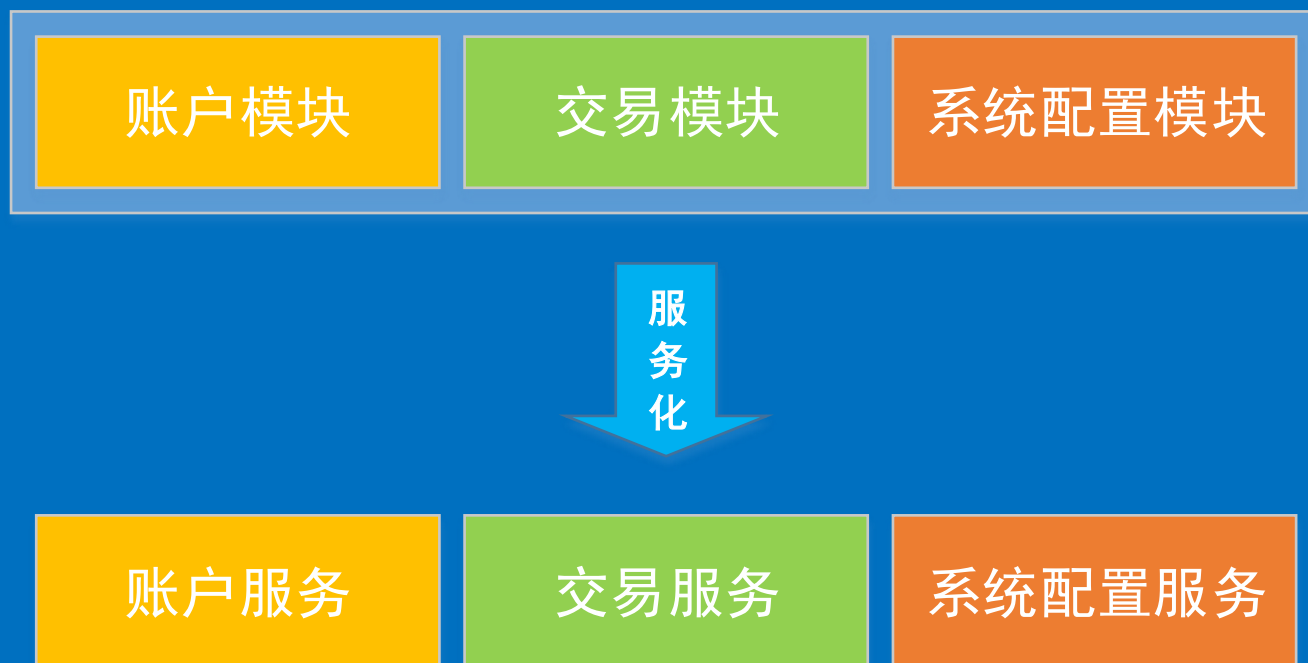 账户模块
交易模块
系统配置模块
服
务
化
账户服务
交易服务
系统配置服务